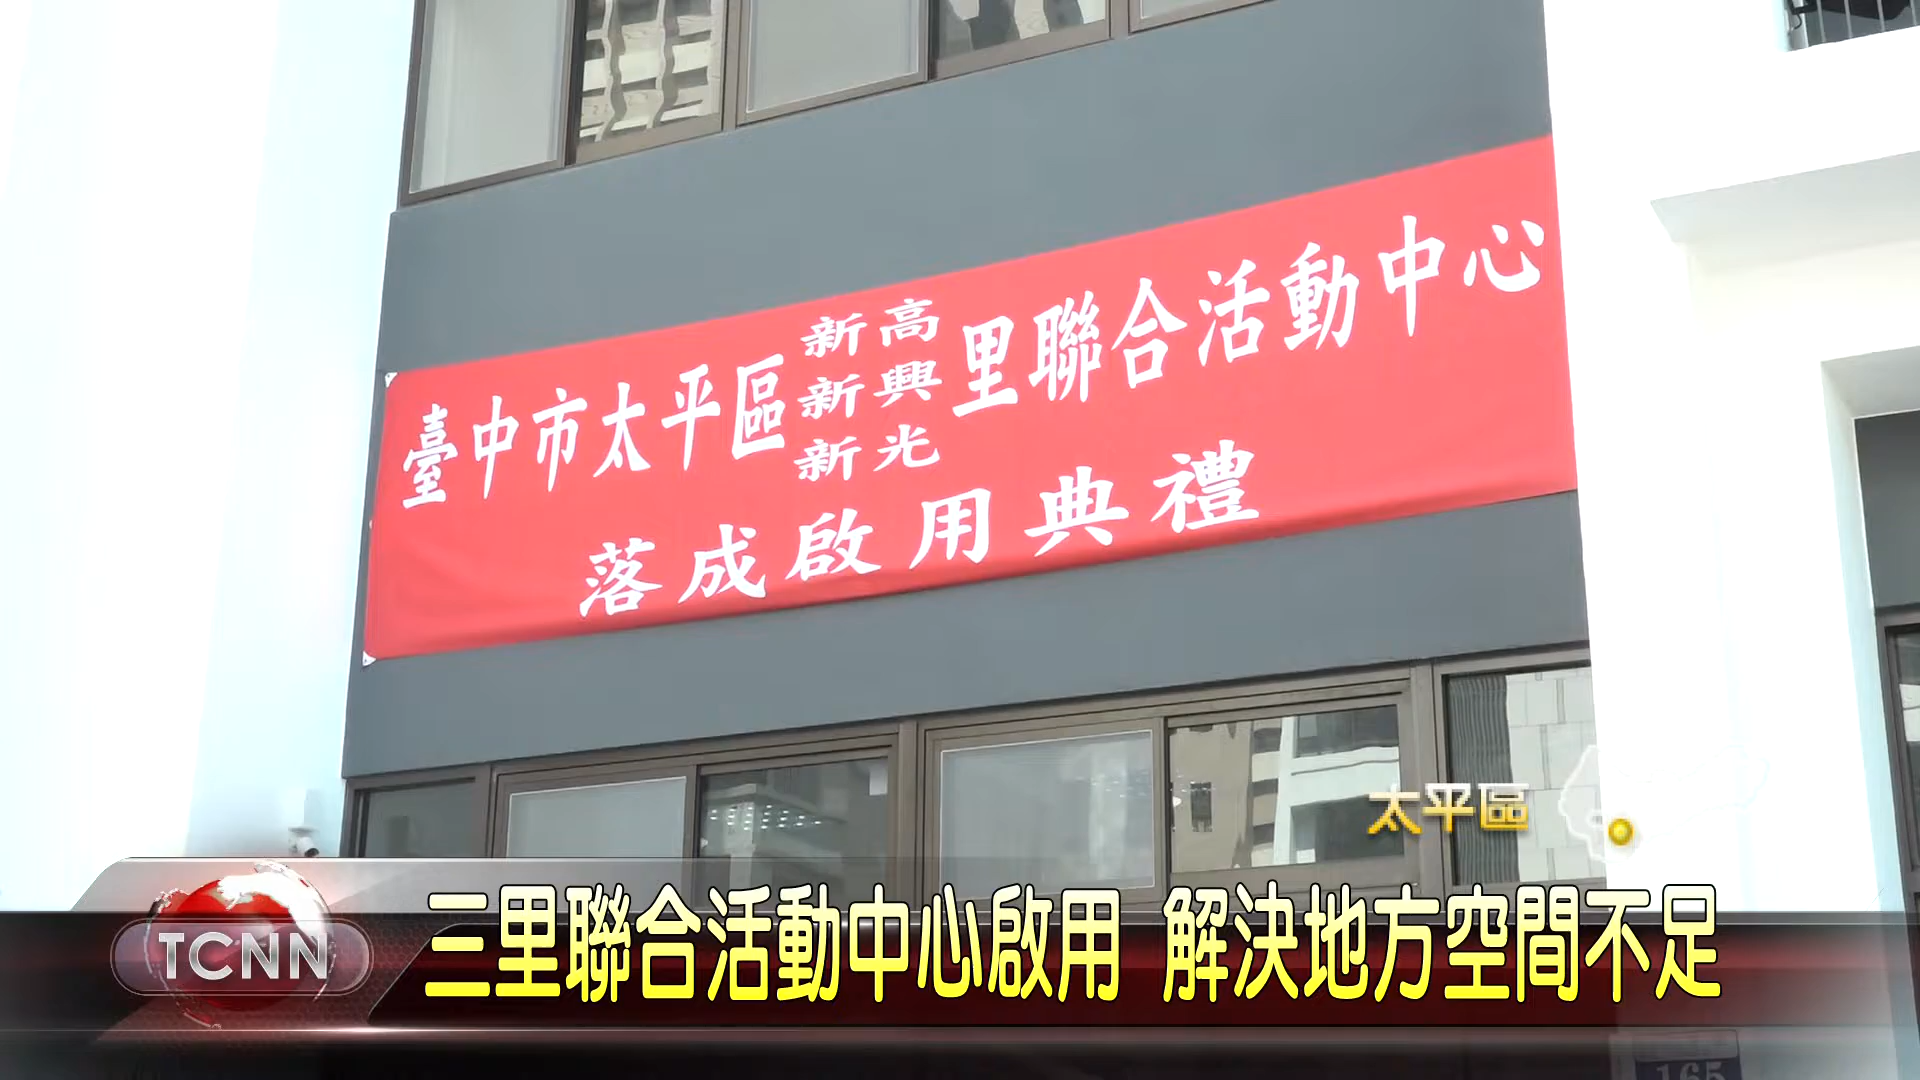 臺中市太平區新高新興新光里聯合活動中心
落成啟用典禮
太平區
TCNN
三里聯合活動中心啟用 解決地方空間不足
165